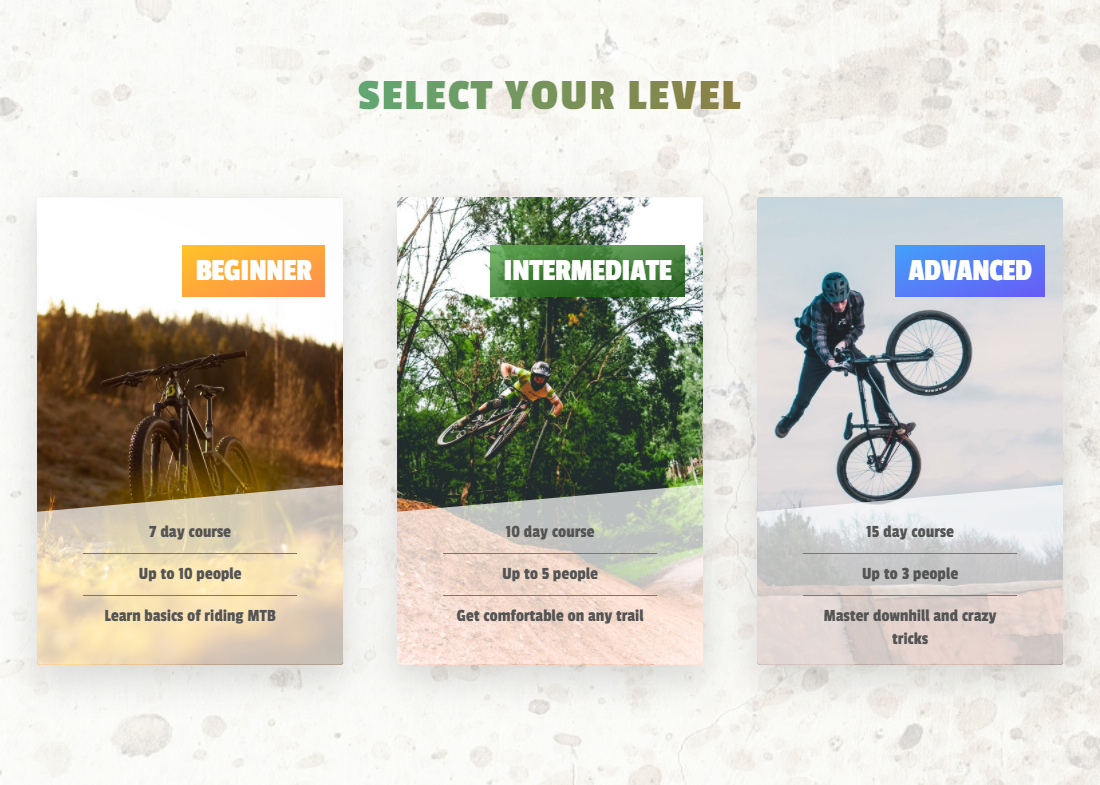 SELECT YOUR LEVEL
BEGINNER
7 day course
Up to 10 people
Learn basics of riding MTB
INTERMEDIATE
10 day course
Up to 5 people
Get comfortable on any trail
ADVANCED
15 day course
Up to 3 people
Master downhill and crazy
tricks